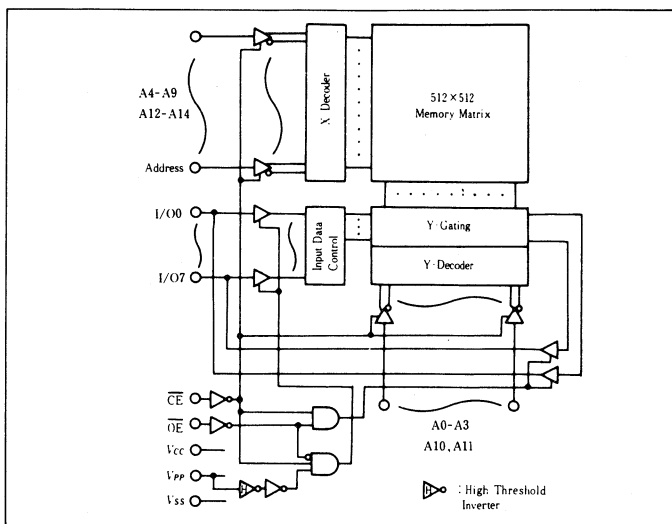 A4-A9
A12-A14
Address
X Decoder
512×512
Memory Matrix
I/O0
I/O7
Input Data
Control
Y-Gating
Y-Decoder
CE
OE
VCC
VPP
VSS
H
A0-A3
A10, A11
H
: High Threshold
Inverter